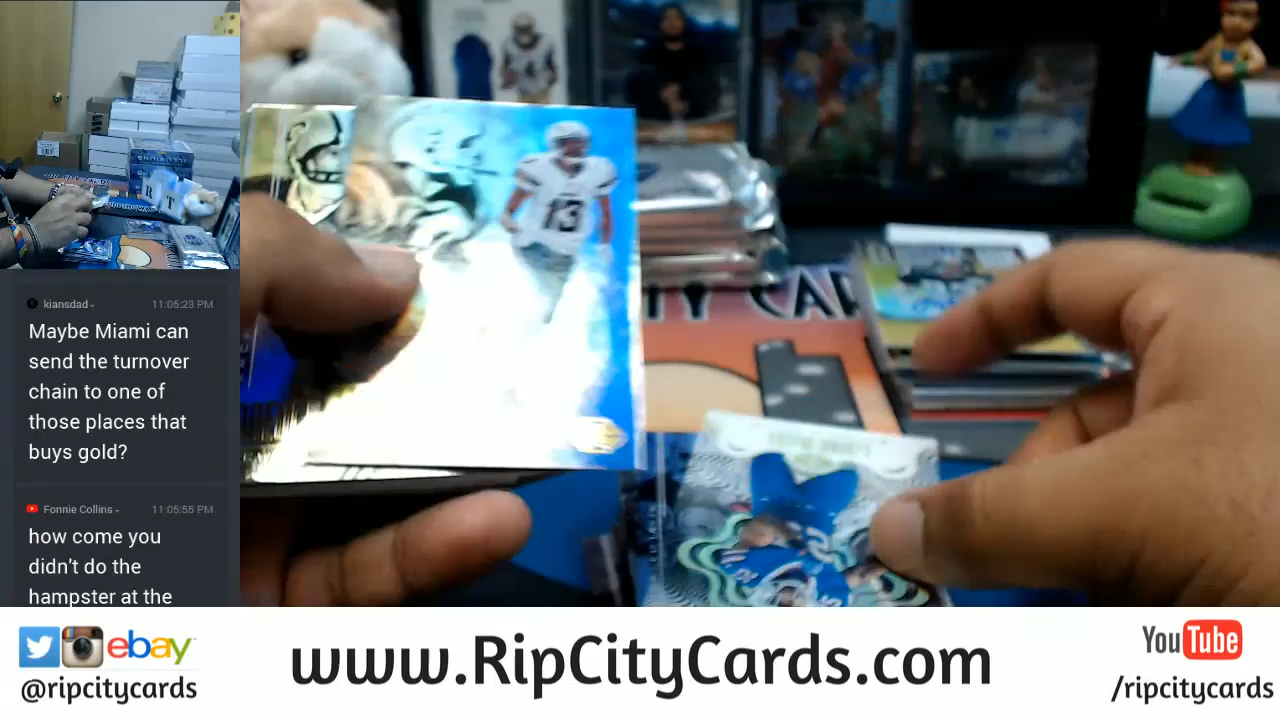 kiansdad - 11:05:23 PM
Maybe Miami can
send the turnover
chain to one of
those places that
buys gold?
Fonnie Collins - 11:05:55 PM
how come you
didn't do the
hampster at the
13
R T
ebay
@ripcitycards
www.RipCityCards.com
YouTube
/ripcitycards